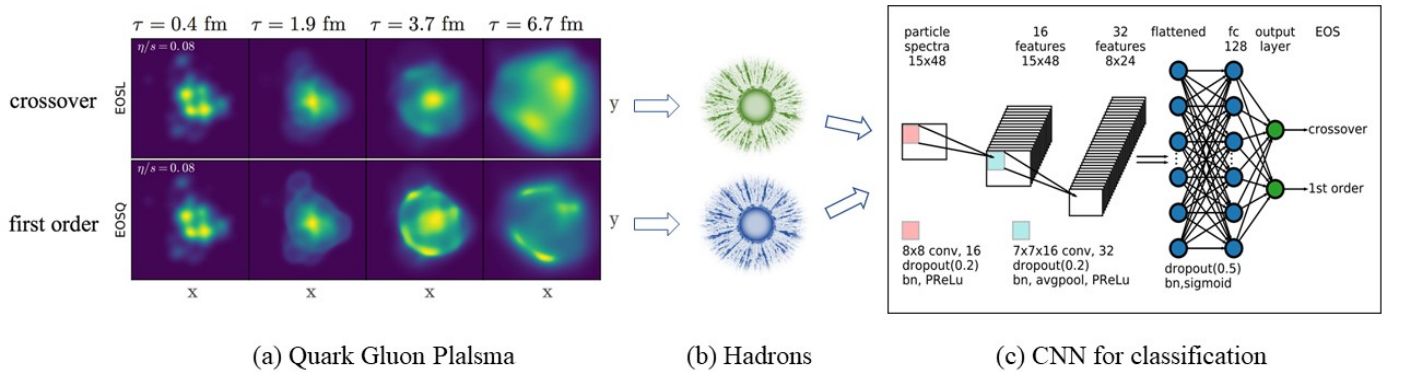 τ = 0.4 fm τ = 1.9 fm τ = 3.7 fm τ = 6.7 fm
crossover
EOSL
η/s = 0.08
y
first order
EOSQ
η/s = 0.08
y
x x x x
(a) Quark Gluon Plalsma
(b) Hadrons
particle
spectra
15x48
16
features
15x48
32
features
8x24
flattened
fc
128
output
layer
EOS
crossover
1st order
8x8 conv, 16
dropout(0.2)
bn, PReLu
7x7x16 conv, 32
dropout(0.2)
bn, avgpool, PReLu
dropout(0.5)
bn,sigmoid
(c) CNN for classification